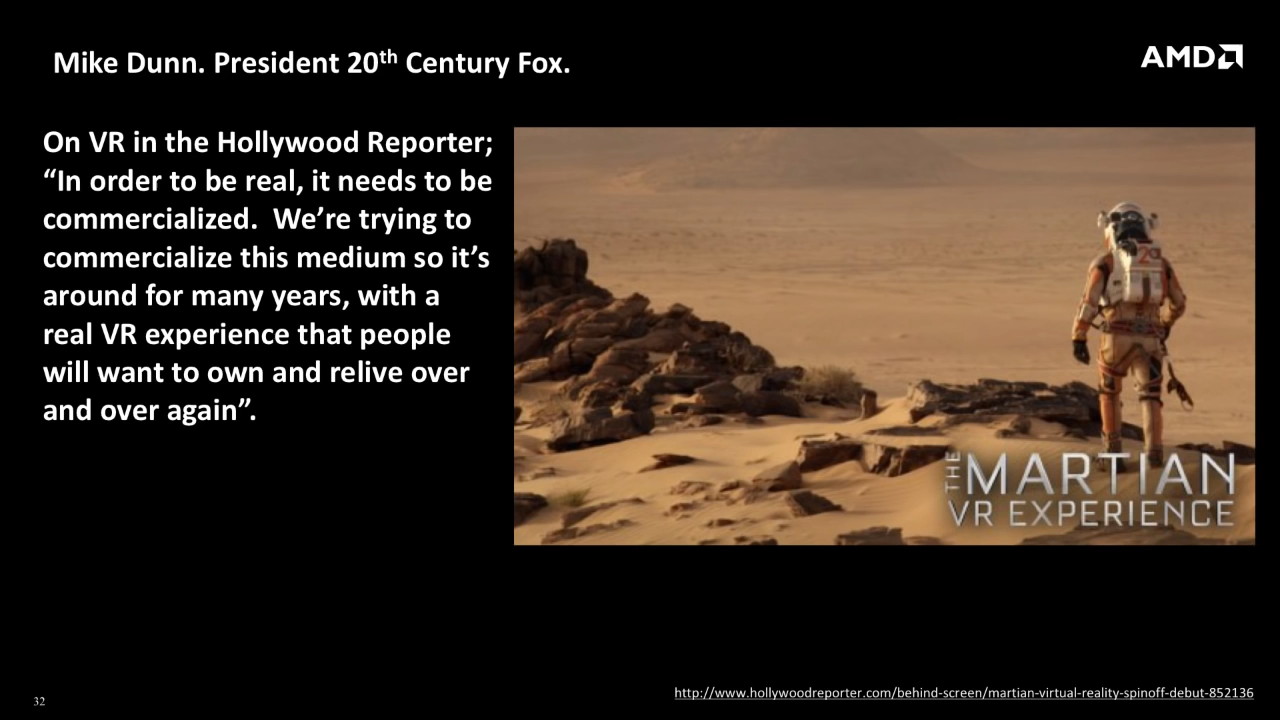 Mike Dunn. President 20th Century Fox.
AMD
On VR in the Hollywood Reporter;
“In order to be real, it needs to be
commercialized.  We’re trying to
commercialize this medium so it’s
around for many years, with a
real VR experience that people
will want to own and relive over
and over again”.
THE MARTIAN
VR EXPERIENCE
32
http://www.hollywoodreporter.com/behind-screen/martian-virtual-reality-spinoff-debut-852136